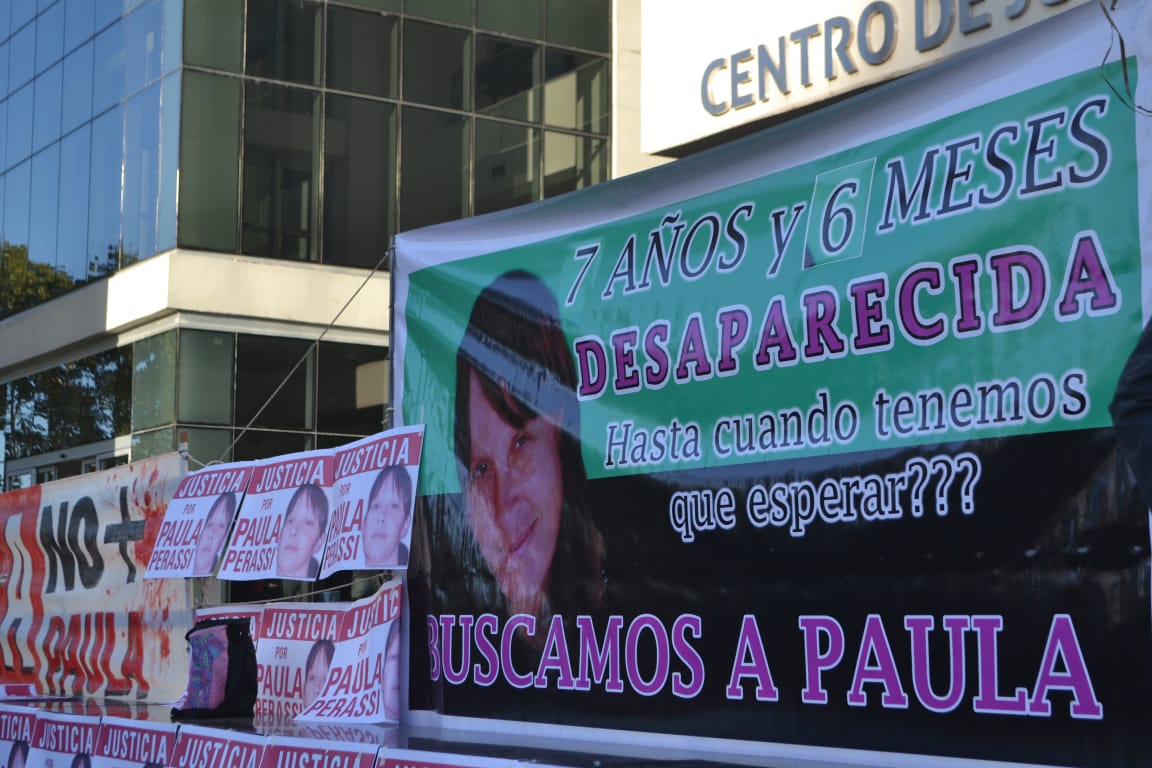 CENTRO DE
7 AÑOS Y 6 MESES
DESAPARECIDA
Hasta cuando tenemos
que esperar???
BUSCAMOS A PAULA
NO +
PAULA
JUSTICIA
POR
PAULA
PERASSI
JUSTICIA
POR
PAULA
PERASSI
JUSTICIA
POR
PAULA
PERASSI
JUSTICIA
POR
PAULA
PERASSI
JUSTICIA
POR
PAULA
PERASSI
JUSTICIA
JUSTICIA
JUSTICIA
JUSTICIA